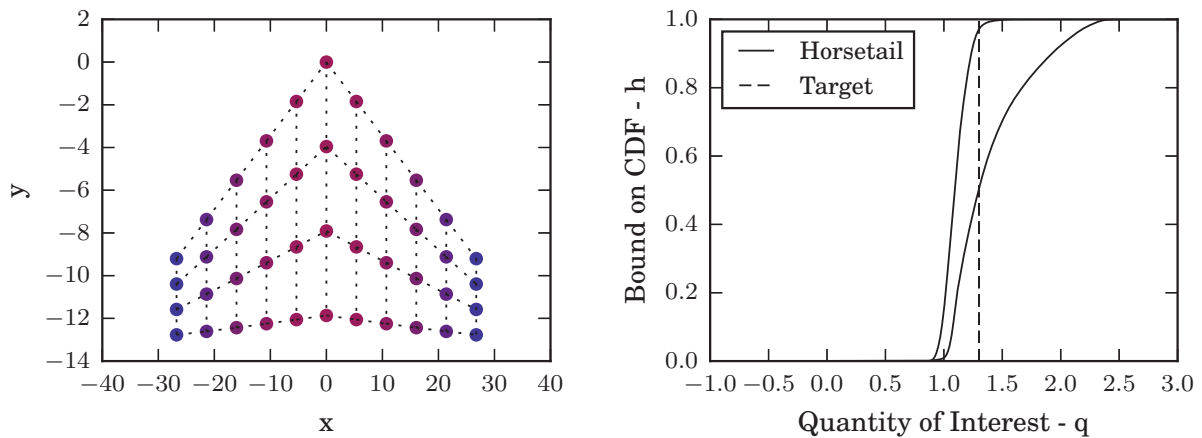 2
0
−2
−4
−6
−8
−10
−12
−14
y
−40 −30 −20 −10 0 10 20 30 40
x
1.0
0.8
0.6
0.4
0.2
0.0
Bound on CDF - h
Horsetail
Target
−1.0 −0.5 0.0 0.5 1.0 1.5 2.0 2.5 3.0
Quantity of Interest - q